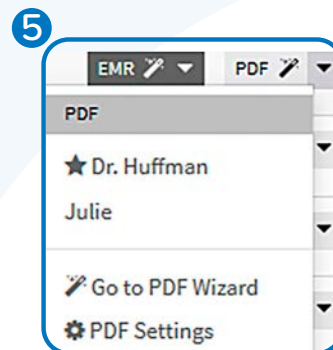 5
EMR PDF
PDF
Dr. Huffman
Julie
Go to PDF Wizard
PDF Settings